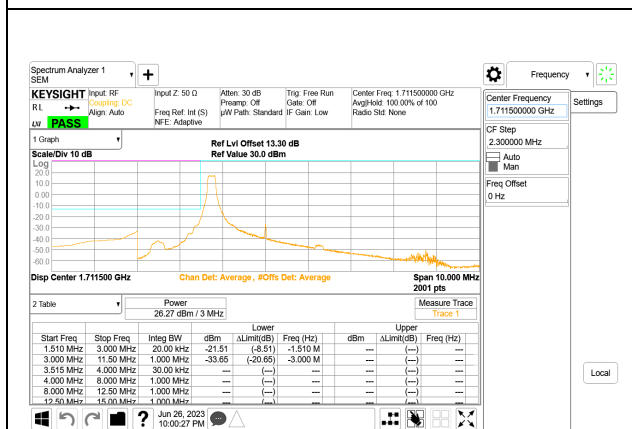 Spectrum Analyzer 1
SEM
+
Frequency
KEYSIGHT
Input: RF
Input Z: 50 Ω
Atten: 30 dB
Trig: Free Run
Center Freq: 1.711500000 GHz
RL
Coupling: DC
Preamp: Off
Gate: Off
Avg|Hold: 100.00% of 100
Align: Auto
Freq Ref: Int (S)
µW Path: Standard
IF Gain: Low
Radio Std: None
LXI
PASS
NFE: Adaptive
Center Frequency
1.711500000 GHz
Settings
CF Step
2.300000 MHz
Auto
Man
Freq Offset
0 Hz
Local
1 Graph
Ref Lvl Offset 13.30 dB
Scale/Div 10 dB
Ref Value 30.0 dBm
Log
20.0
10.0
0.00
-10.0
-20.0
-30.0
-40.0
-50.0
-60.0
Disp Center 1.711500 GHz
Chan Det: Average , #Offs Det: Average
Span 10.000 MHz
2001 pts
2 Table
Power
26.27 dBm / 3 MHz
Measure Trace
Trace 1
Lower
Upper
Start Freq Stop Freq Integ BW dBm ΔLimit(dB) Freq (Hz) dBm ΔLimit(dB) Freq (Hz)
1.510 MHz 3.000 MHz 20.00 kHz -21.51 (-8.51) -1.510 M --- (---) ---
3.000 MHz 11.50 MHz 1.000 MHz -33.65 (-20.65) -3.000 M --- (---) ---
3.515 MHz 4.000 MHz 30.00 kHz --- (---) --- --- (---) ---
4.000 MHz 8.000 MHz 1.000 MHz --- (---) --- --- (---) ---
8.000 MHz 12.50 MHz 1.000 MHz --- (---) --- --- (---) ---
12.50 MHz 15.00 MHz 1.000 MHz --- (---) --- --- (---) ---
?
Jun 26, 2023
10:00:27 PM